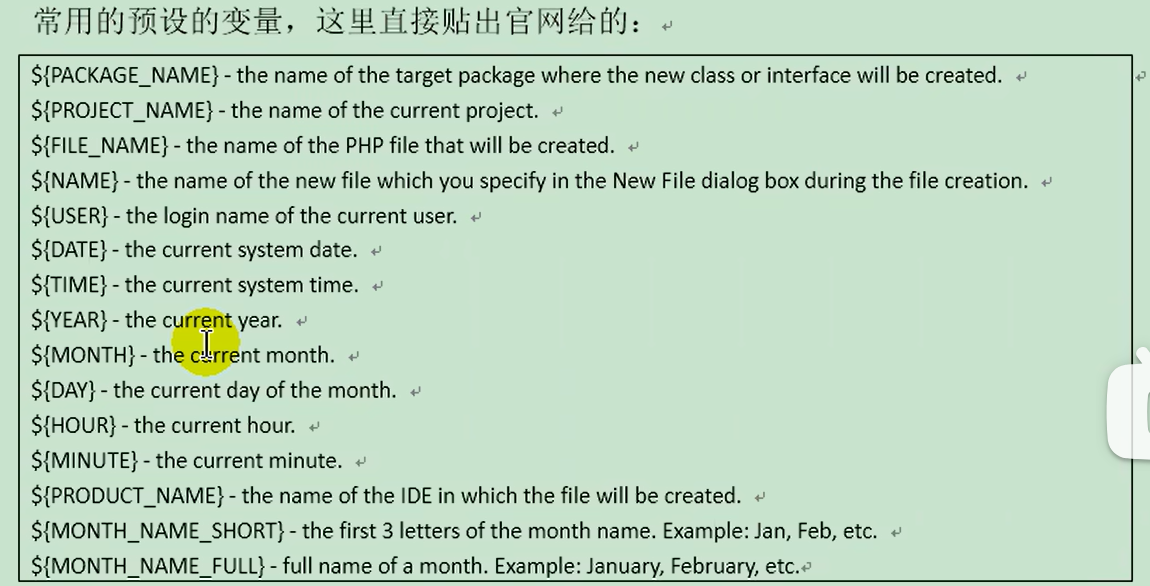 常用的预设的变量，这里直接贴出官网给的：
${PACKAGE_NAME} - the name of the target package where the new class or interface will be created.
${PROJECT_NAME} - the name of the current project.
${FILE_NAME} - the name of the PHP file that will be created.
${NAME} - the name of the new file which you specify in the New File dialog box during the file creation.
${USER} - the login name of the current user.
${DATE} - the current system date.
${TIME} - the current system time.
${YEAR} - the current year.
${MONTH} - the current month.
${DAY} - the current day of the month.
${HOUR} - the current hour.
${MINUTE} - the current minute.
${PRODUCT_NAME} - the name of the IDE in which the file will be created.
${MONTH_NAME_SHORT} - the first 3 letters of the month name. Example: Jan, Feb, etc.
${MONTH_NAME_FULL} - full name of a month. Example: January, February, etc.